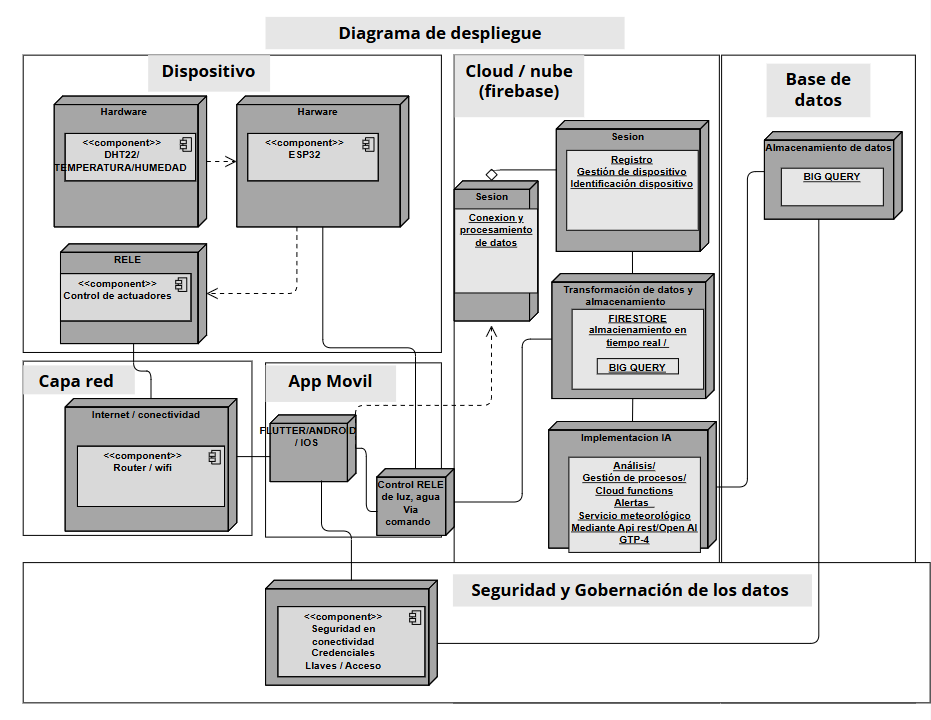 Diagrama de despliegue
Dispositivo
Hardware
<<component>>
DHT22/
TEMPERATURA/HUMEDAD
Harware
<<component>>
ESP32
RELE
<<component>>
Control de actuadores
Cloud / nube
(firebase)
Sesion
Registro
Gestión de dispositivo
Identificación dispositivo
Sesion
Conexion y
procesamiento
de datos
Transformación de datos y
almacenamiento
FIRESTORE
almacienamiento en
tiempo real /
BIG QUERY
Implementacion IA
Análisis/
Gestión de procesos/
Cloud functions
Alertas
Servicio meteorológico
Mediante Api rest/Open AI
GTP-4
Base de
datos
Almacenamiento de datos
BIG QUERY
Capa red
Internet / conectividad
<<component>>
Router / wifi
App Movil
FLUTTER/ANDROID
/ IOS
Control RELE
de luz, agua
Via
comando
Seguridad y Gobernación de los datos
<<component>>
Seguridad en
conectividad
Credenciales
Llaves / Acceso